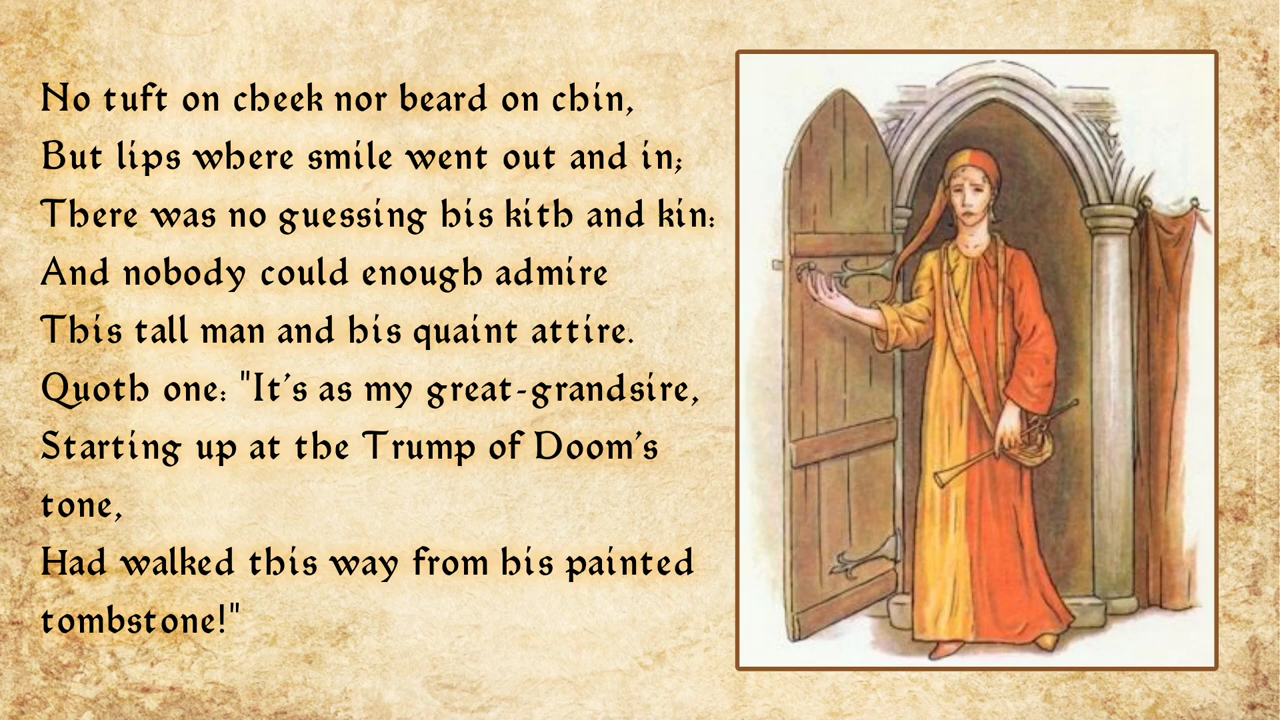 No tuft on cheek nor beard on chin,
But lips where smile went out and in;
There was no guessing his kith and kin:
And nobody could enough admire
This tall man and his quaint attire.
Quoth one: "It's as my great-grandsire,
Starting up at the Trump of Doom's
tone,
Had walked this way from his painted
tombstone!"